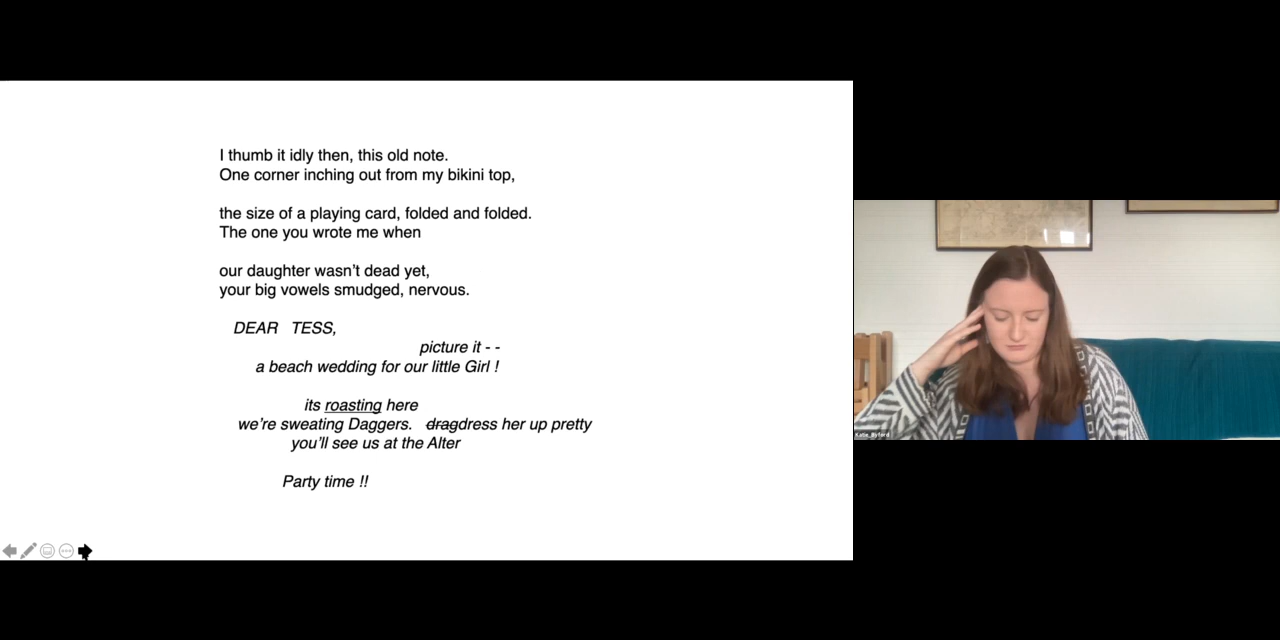 I thumb it idly then, this old note.
One corner inching out from my bikini top,
the size of a playing card, folded and folded.
The one you wrote me when
our daughter wasn’t dead yet,
your big vowels smudged, nervous.
DEAR TESS,
picture it - -
a beach wedding for our little Girl !
its roasting here
we’re sweating Daggers. dragdress her up pretty
you’ll see us at the Alter
Party time !!
Katie_Byford